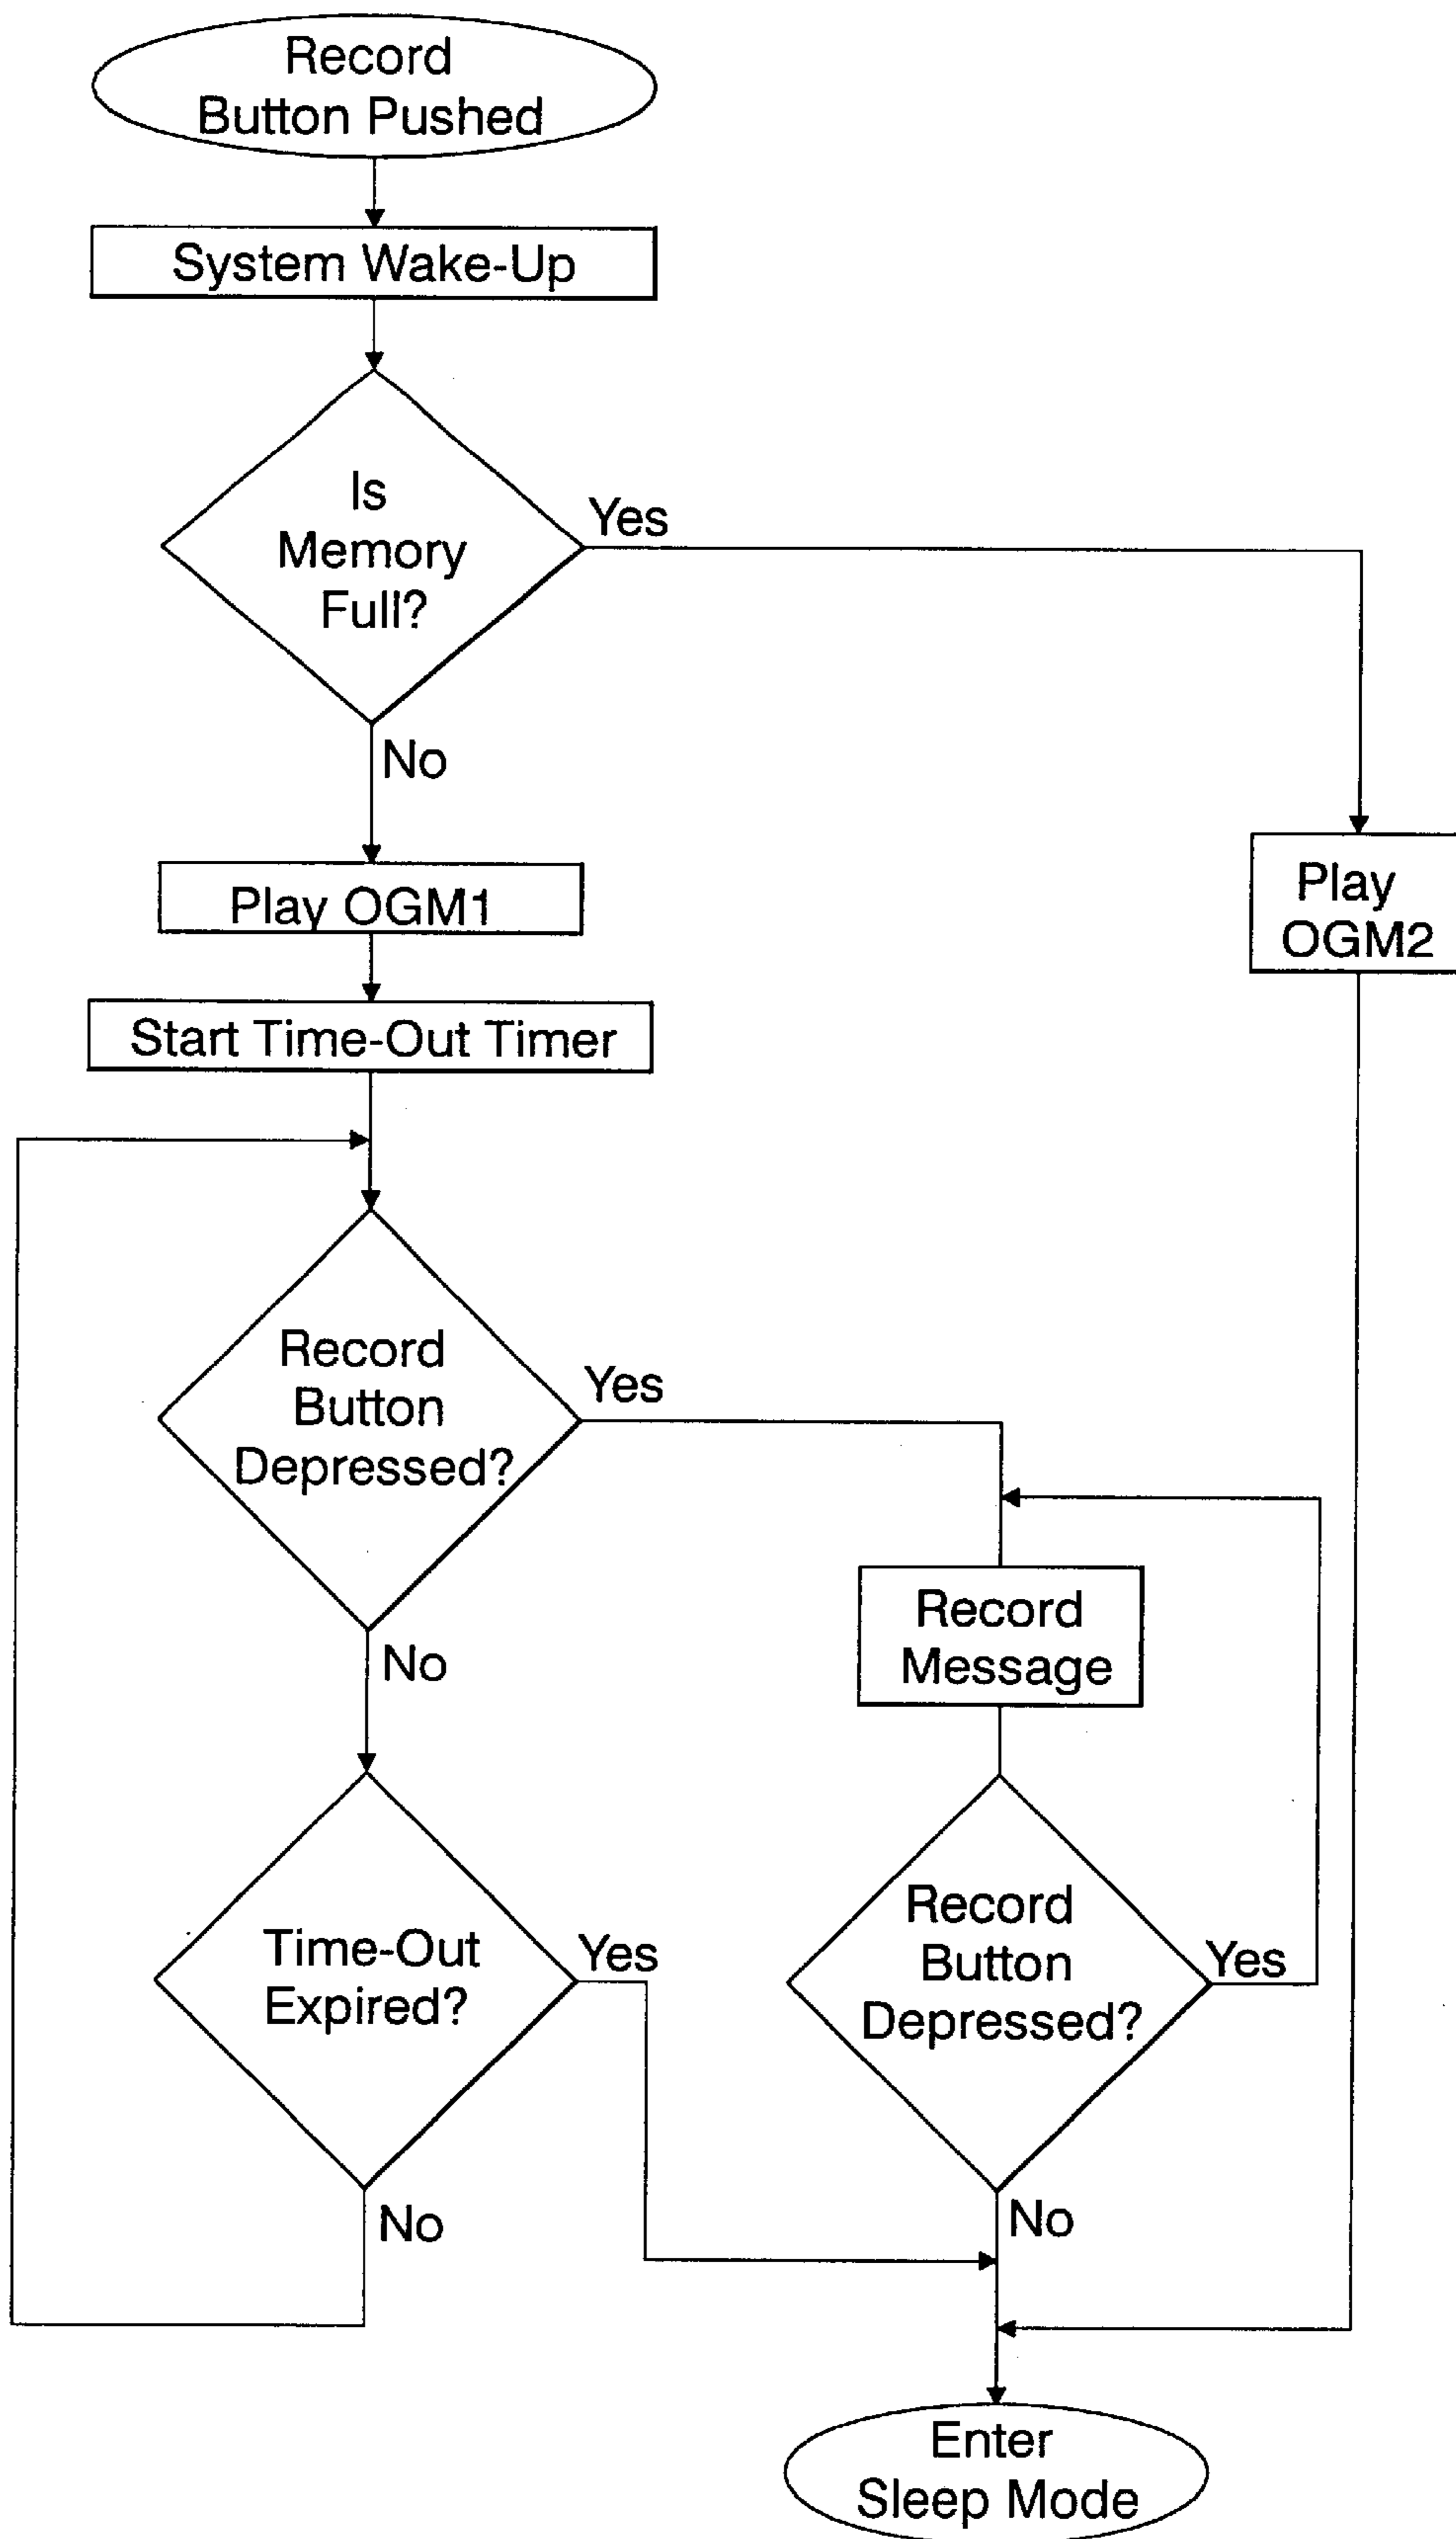 Record
Button Pushed
System Wake-Up
Is
Memory
Full?
Yes
No
Play OGM1
Play
OGM2
Start Time-Out Timer
Record
Button
Depressed?
Yes
No
Record
Message
Time-Out
Expired?
Yes
No
Record
Button
Depressed?
Yes
No
Enter
Sleep Mode